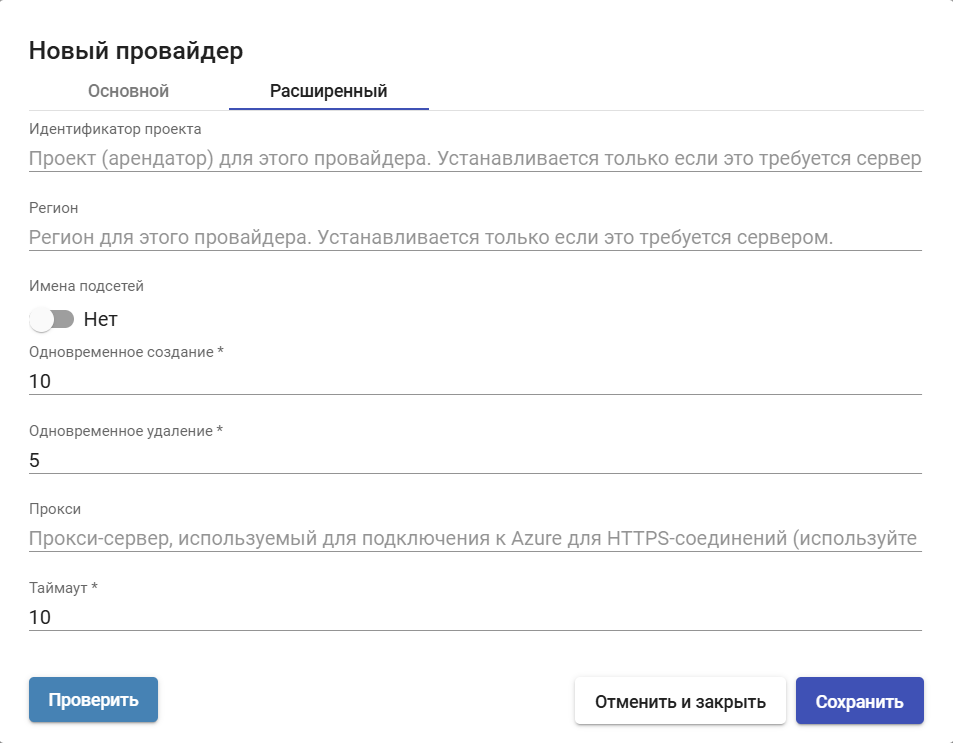 Новый провайдер
Основной Расширенный
Идентификатор проекта
Проект (арендатор) для этого провайдера. Устанавливается только если это требуется сервер
Регион
Регион для этого провайдера. Устанавливается только если это требуется сервером.
Имена подсетей
Нет
Одновременное создание *
10
Одновременное удаление *
5
Прокси
Прокси-сервер, используемый для подключения к Azure для HTTPS-соединений (используйте
Таймаут *
10
Проверить Отменить и закрыть Сохранить